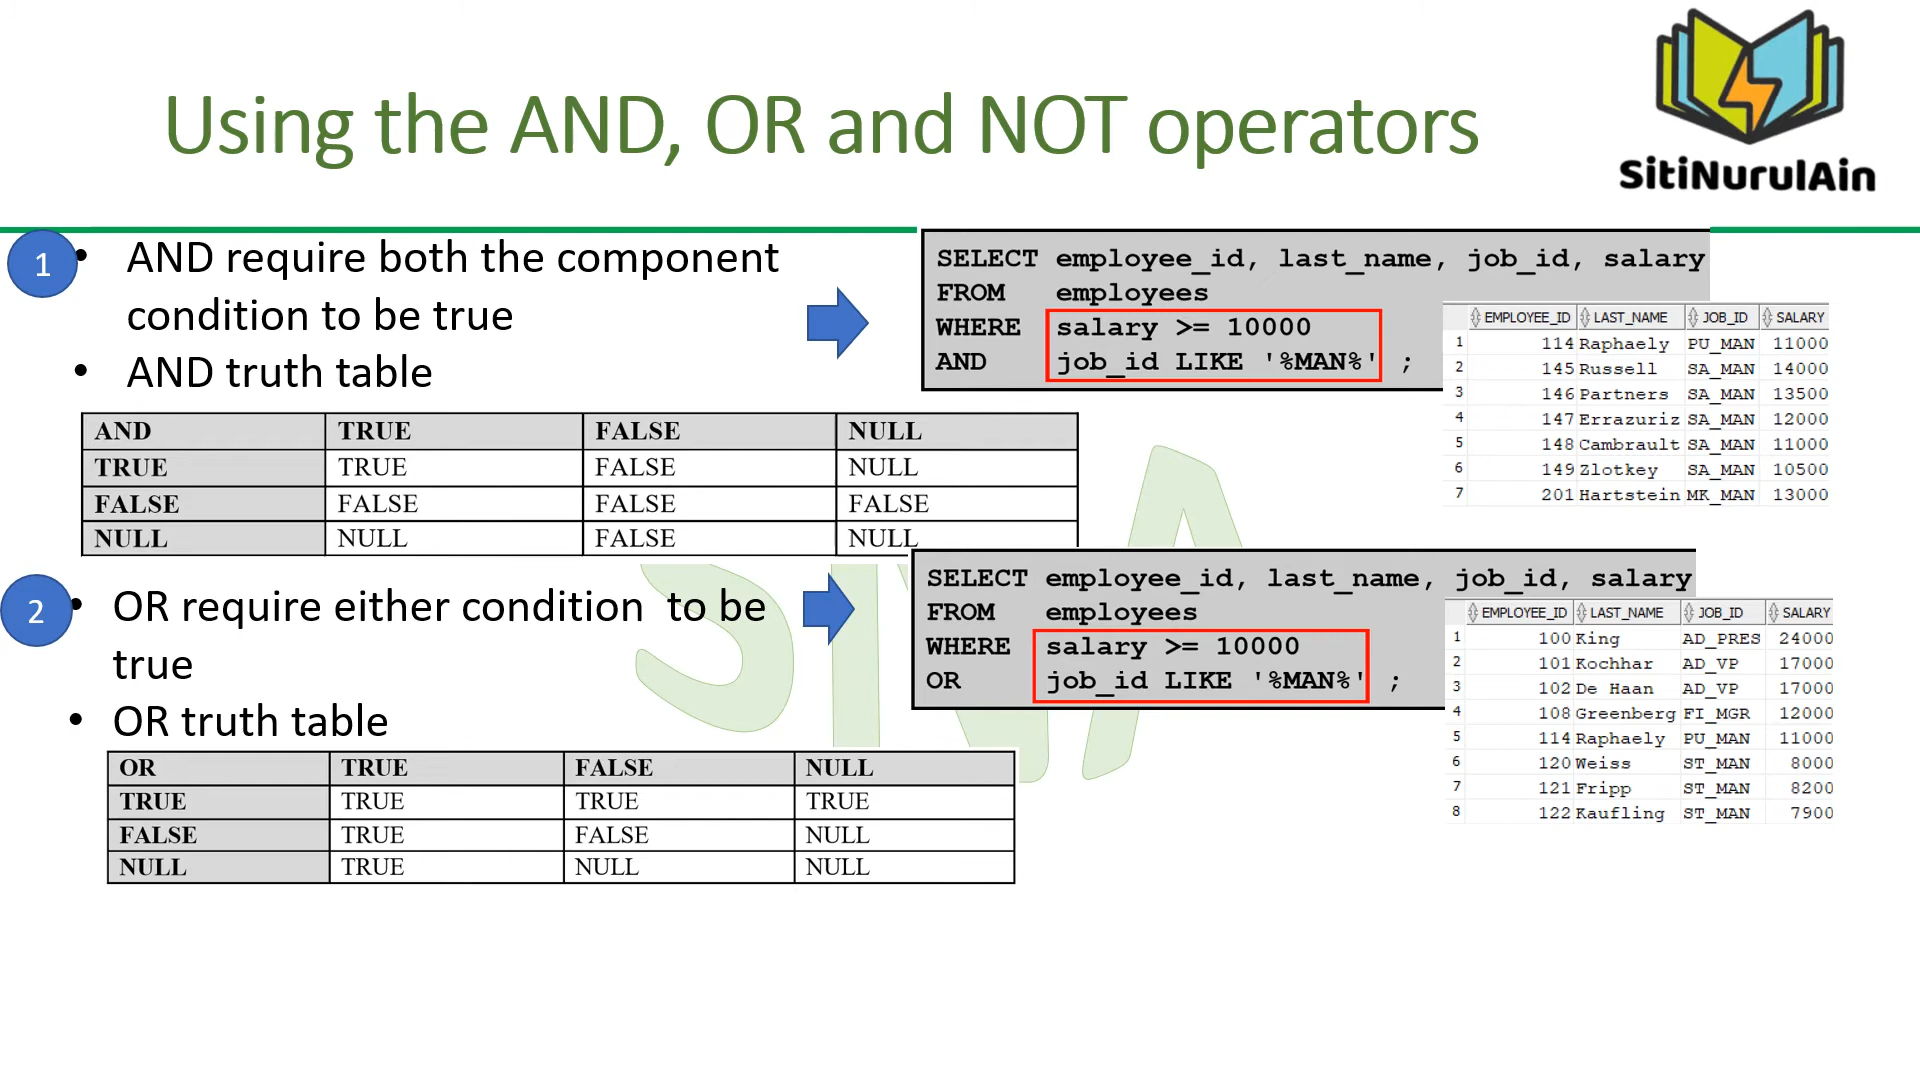 Using the AND, OR and NOT operators
SitiNurulAin
1
• AND require both the component
condition to be true
• AND truth table
AND TRUE FALSE NULL
TRUE TRUE FALSE NULL
FALSE FALSE FALSE FALSE
NULL NULL FALSE NULL
SELECT employee_id, last_name, job_id, salary
FROM employees
WHERE salary >= 10000
AND job_id LIKE '%MAN%' ;
EMPLOYEE_ID LAST_NAME JOB_ID SALARY
1 114 Raphaely PU_MAN 11000
2 145 Russell SA_MAN 14000
3 146 Partners SA_MAN 13500
4 147 Errazuriz SA_MAN 12000
5 148 Cambrault SA_MAN 11000
6 149 Zlotkey SA_MAN 10500
7 201 Hartstein MK_MAN 13000
2
• OR require either condition to be
true
• OR truth table
OR TRUE FALSE NULL
TRUE TRUE TRUE TRUE
FALSE TRUE FALSE NULL
NULL TRUE NULL NULL
SELECT employee_id, last_name, job_id, salary
FROM employees
WHERE salary >= 10000
OR job_id LIKE '%MAN%' ;
EMPLOYEE_ID LAST_NAME JOB_ID SALARY
1 100 King AD_PRES 24000
2 101 Kochhar AD_VP 17000
3 102 De Haan AD_VP 17000
4 108 Greenberg FI_MGR 12000
5 114 Raphaely PU_MAN 11000
6 120 Weiss ST_MAN 8000
7 121 Fripp ST_MAN 8200
8 122 Kaufling ST_MAN 7900